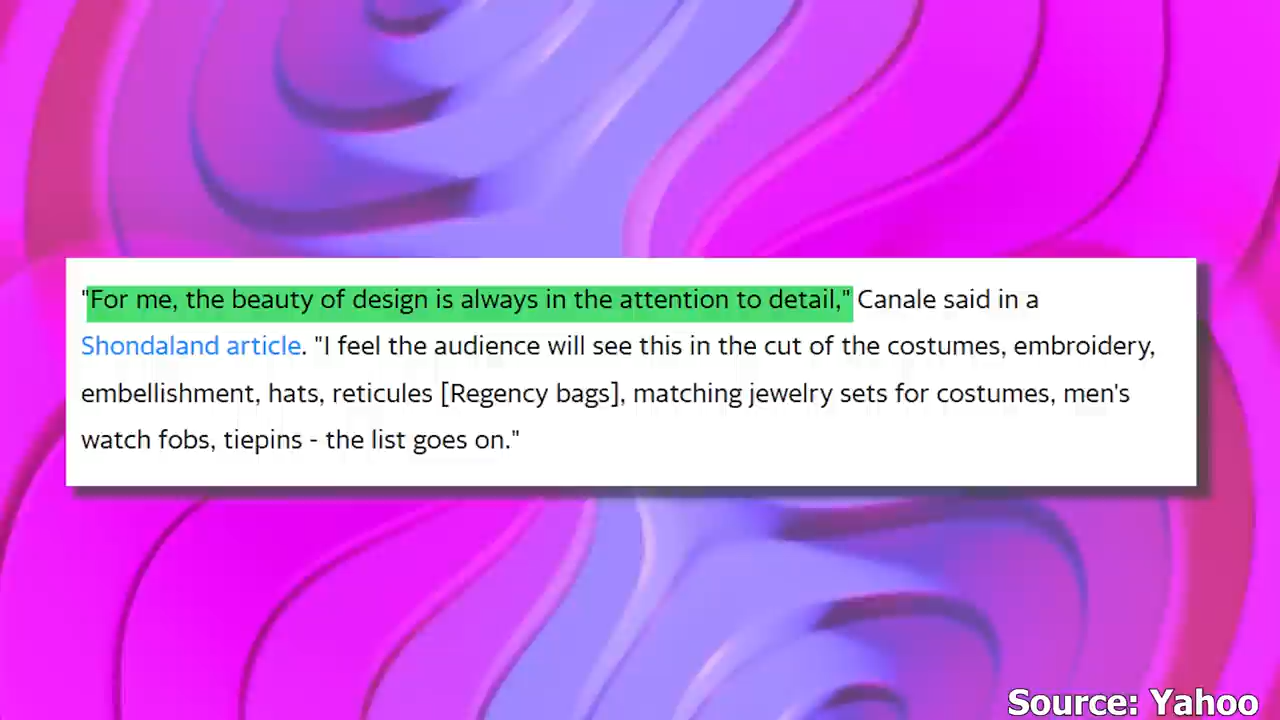 "For me, the beauty of design is always in the attention to detail," Canale said in a
Shondaland article. "I feel the audience will see this in the cut of the costumes, embroidery,
embellishment, hats, reticules [Regency bags], matching jewelry sets for costumes, men's
watch fobs, tiepins - the list goes on."
Source: Yahoo